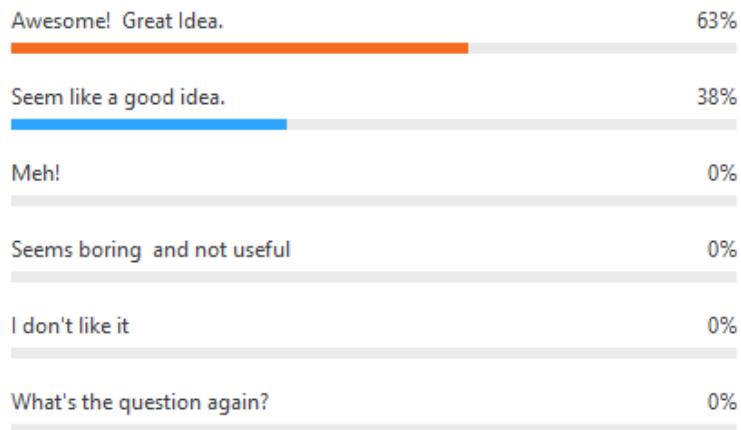 Awesome!  Great Idea. 63%
Seem like a good idea. 38%
Meh! 0%
Seems boring  and not useful 0%
I don't like it 0%
What's the question again? 0%